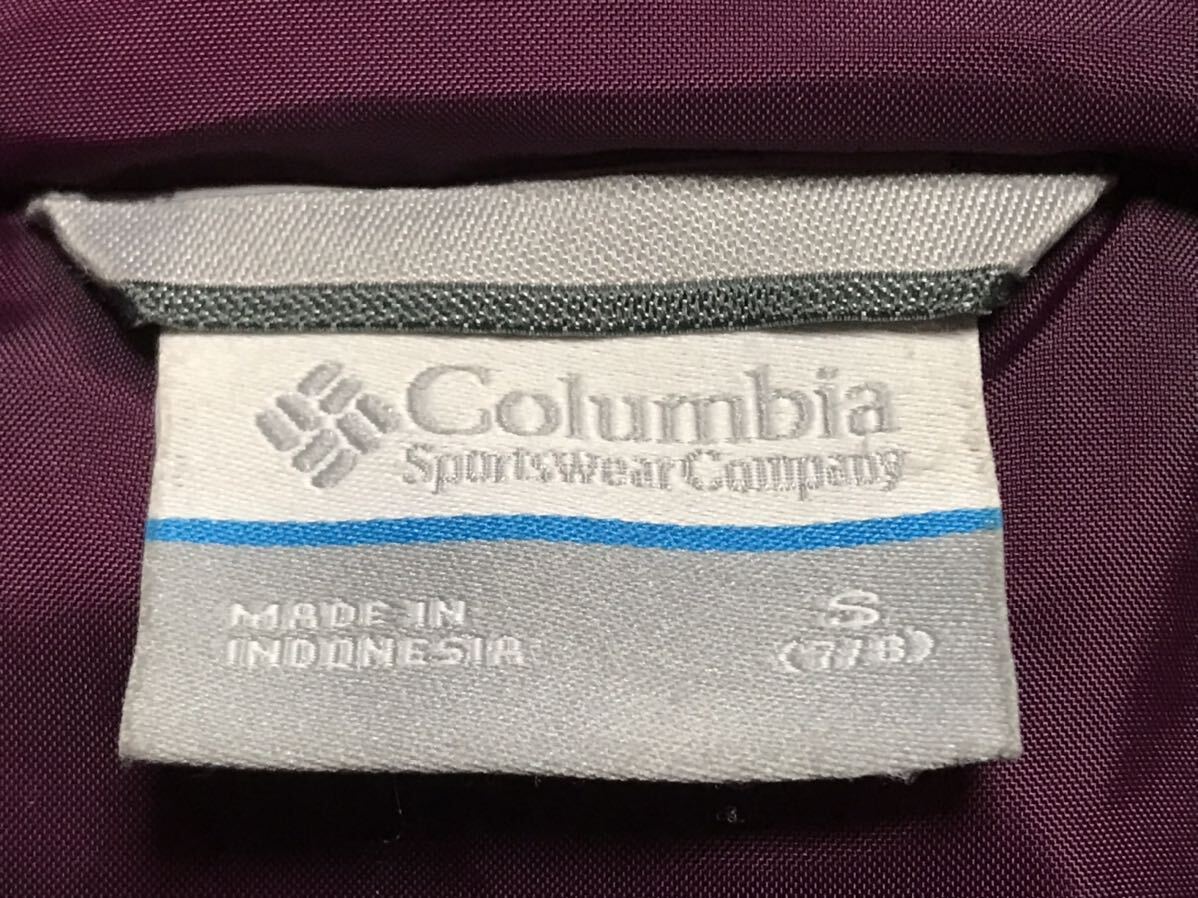 Columbia
Sportswear Company
MADE IN
INDONESIA
S
(7/8)